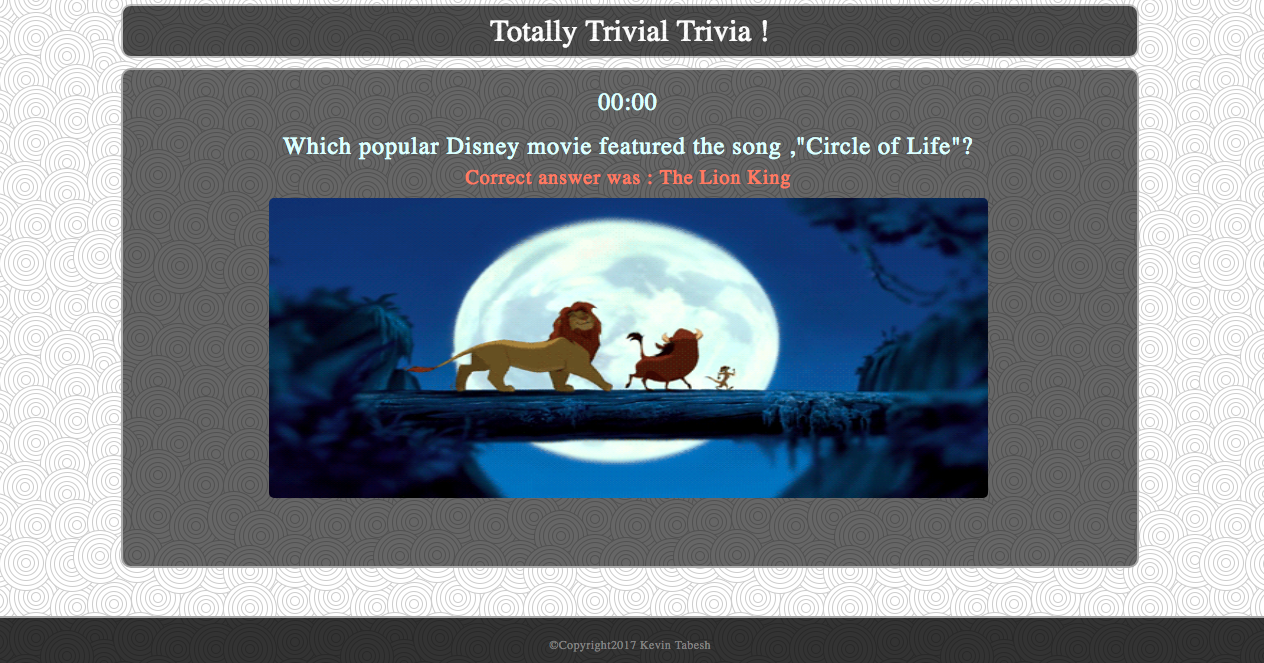 Totally Trivial Trivia !
00:00
Which popular Disney movie featured the song ,"Circle of Life"?
Correct answer was : The Lion King
©Copyright2017 Kevin Tabesh